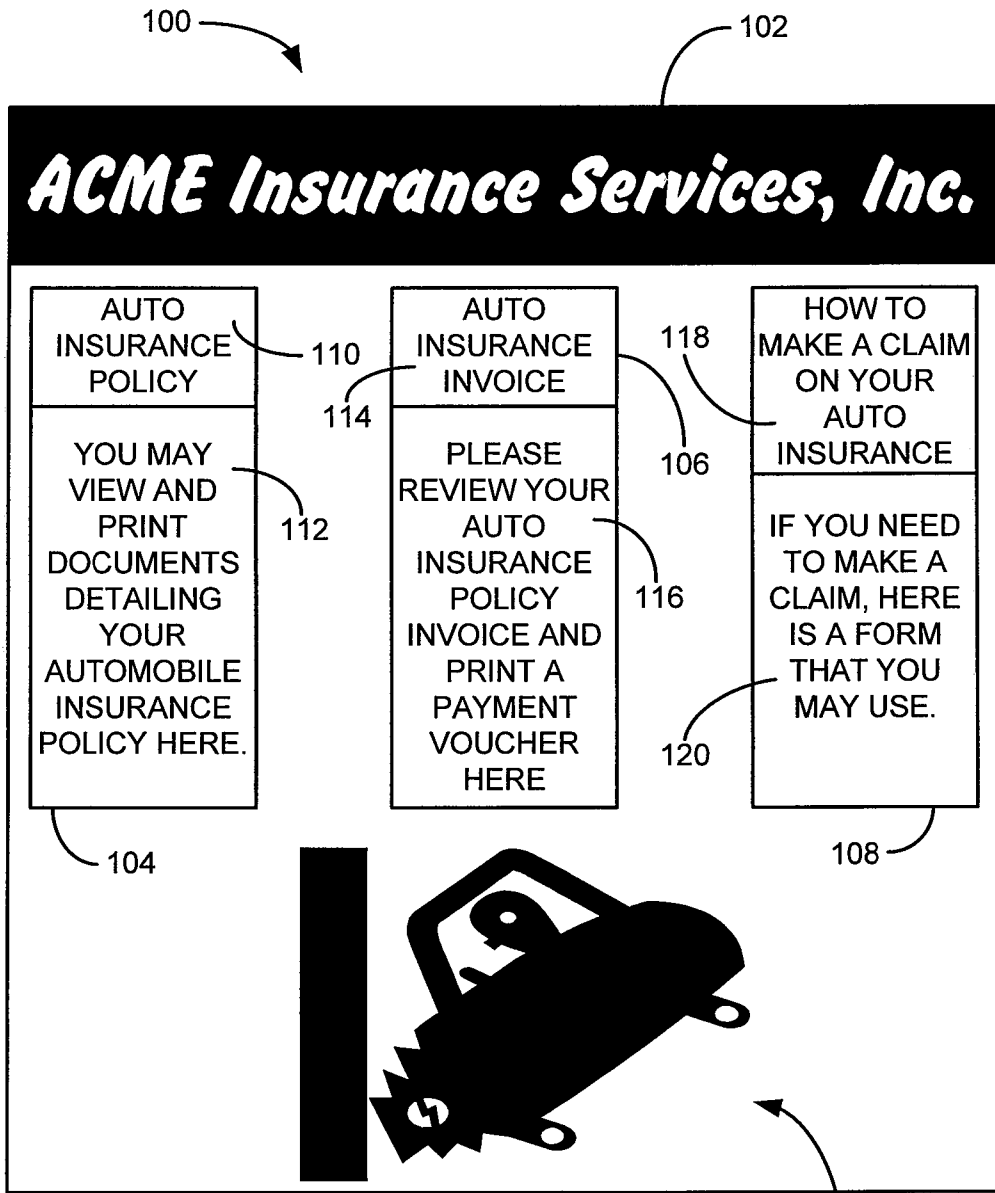 100
102
ACME Insurance Services, Inc.
AUTO
INSURANCE
POLICY
110
YOU MAY
VIEW AND
PRINT
DOCUMENTS
DETAILING
YOUR
AUTOMOBILE
INSURANCE
POLICY HERE.
112
104
AUTO
INSURANCE
INVOICE
114
106
PLEASE
REVIEW YOUR
AUTO
INSURANCE
POLICY
INVOICE AND
PRINT A
PAYMENT
VOUCHER
HERE
116
HOW TO
MAKE A CLAIM
ON YOUR
AUTO
INSURANCE
118
IF YOU NEED
TO MAKE A
CLAIM, HERE
IS A FORM
THAT YOU
MAY USE.
120
108